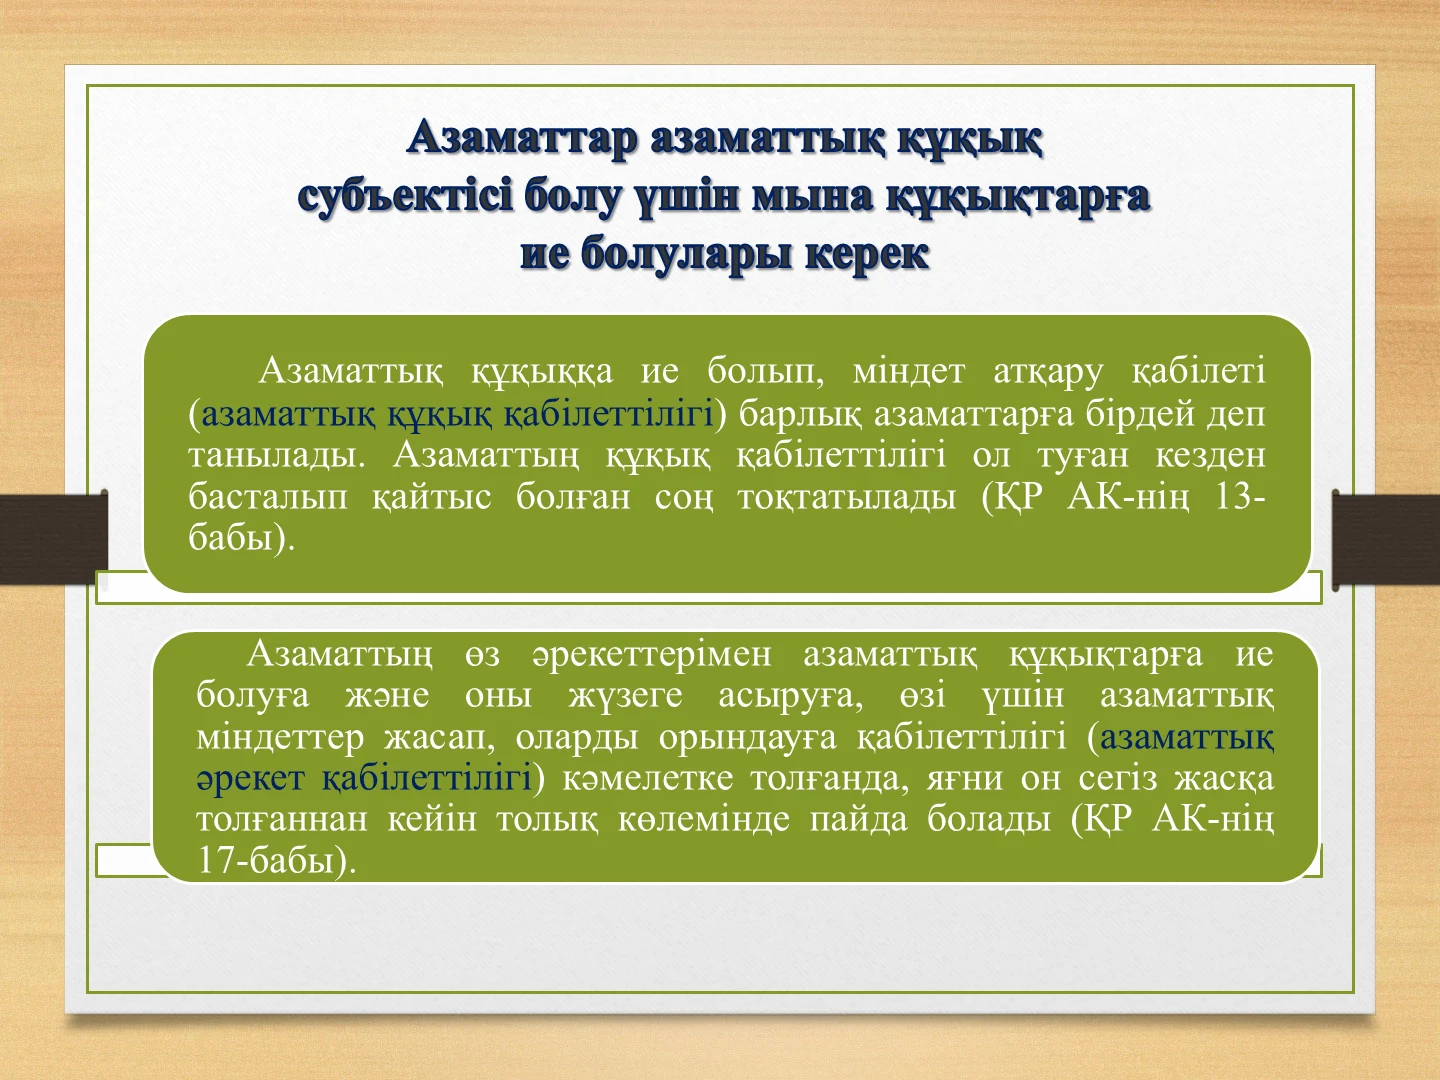 Азаматтар азаматтық құқық
субъектісі болу үшін мына құқықтарға
ие болулары керек
Азаматтық құқыққа ие болып, міндет атқару қабілеті
(азаматтық құқық қабілеттілігі) барлық азаматтарға бірдей деп
танылады. Азаматтың құқық қабілеттілігі ол туған кезден
басталып қайтыс болған соң тоқтатылады (ҚР АК-нің 13-
бабы).
Азаматтың өз әрекеттерімен азаматтық құқықтарға ие
болуға және оны жүзеге асыруға, өзі үшін азаматтық
міндеттер жасап, оларды орындауға қабілеттілігі (азаматтық
әрекет қабілеттілігі) кәмелетке толғанда, яғни он сегіз жасқа
толғаннан кейін толық көлемінде пайда болады (ҚР АК-нің
17-бабы).